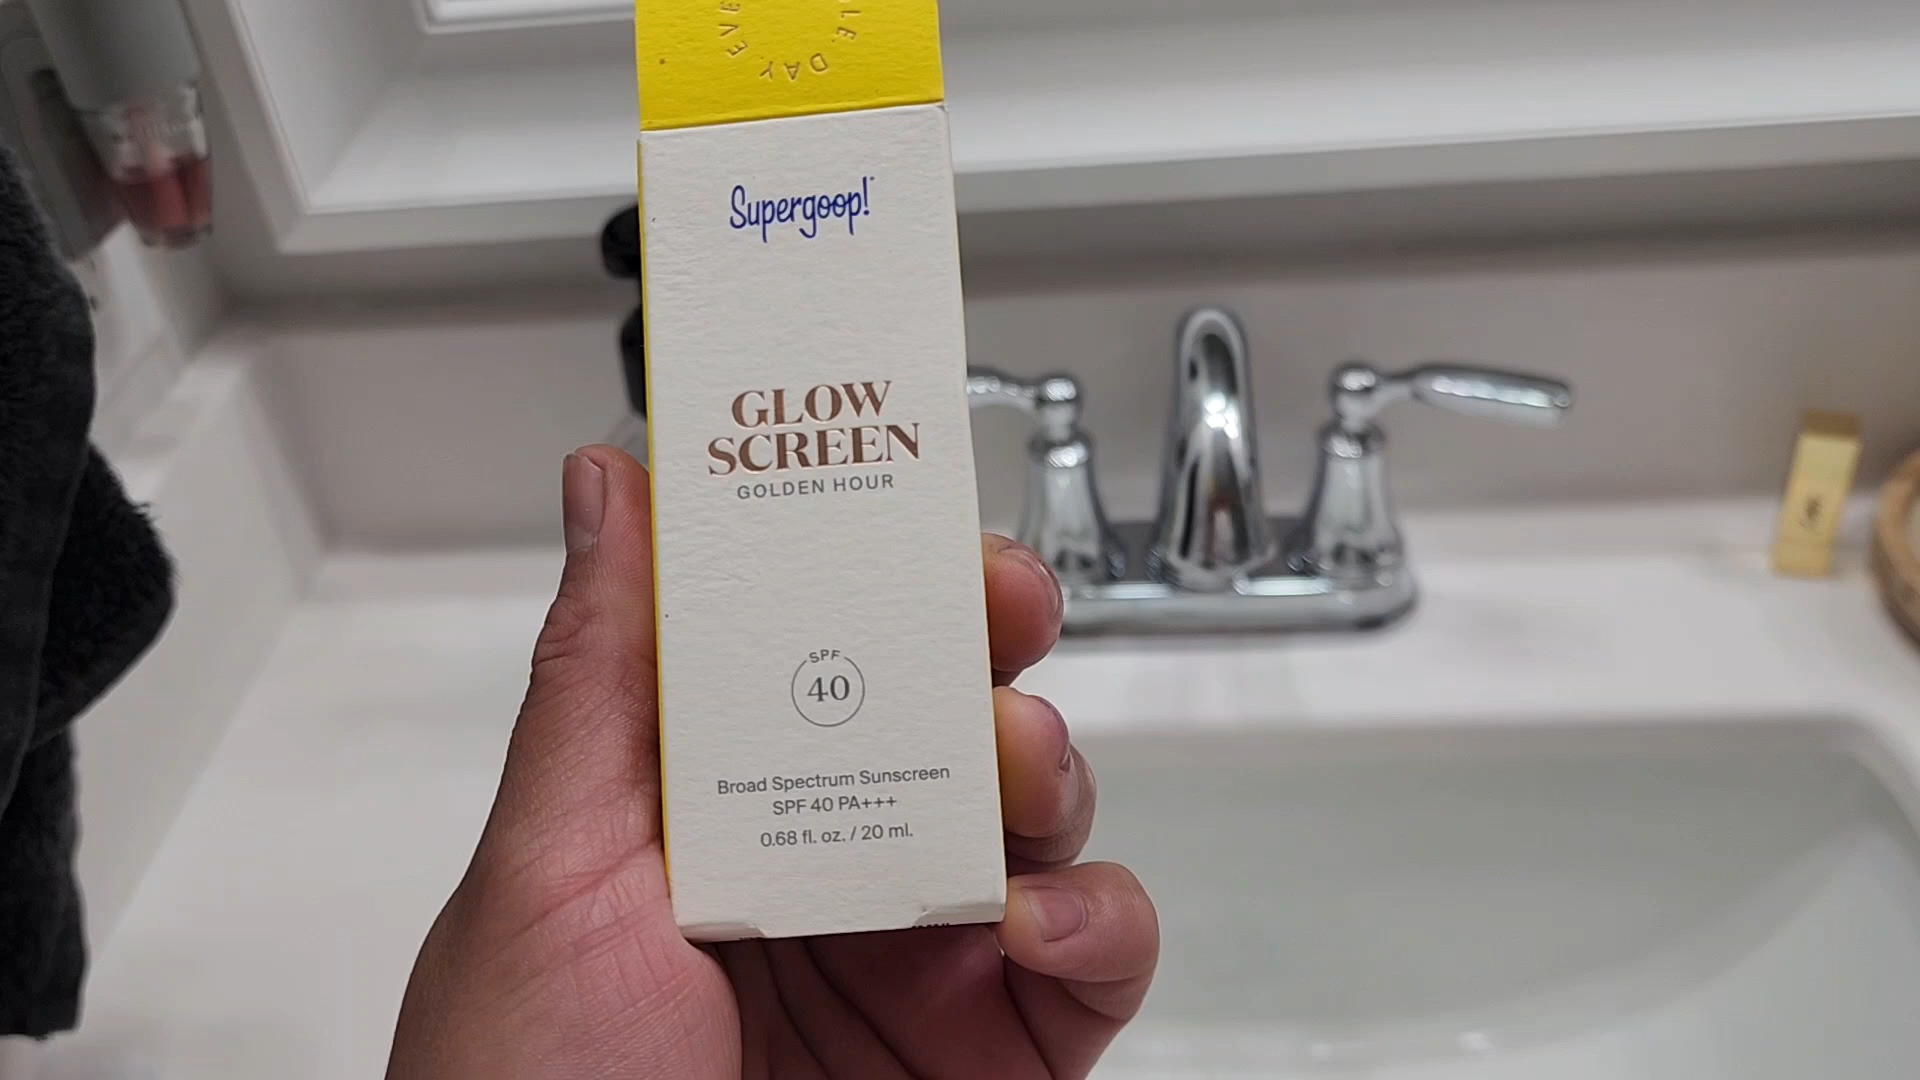 DAY
Supergoop!
GLOW
SCREEN
GOLDEN HOUR
SPF
40
Broad Spectrum Sunscreen
SPF 40 PA+++
0.68 fl. oz. / 20 ml.